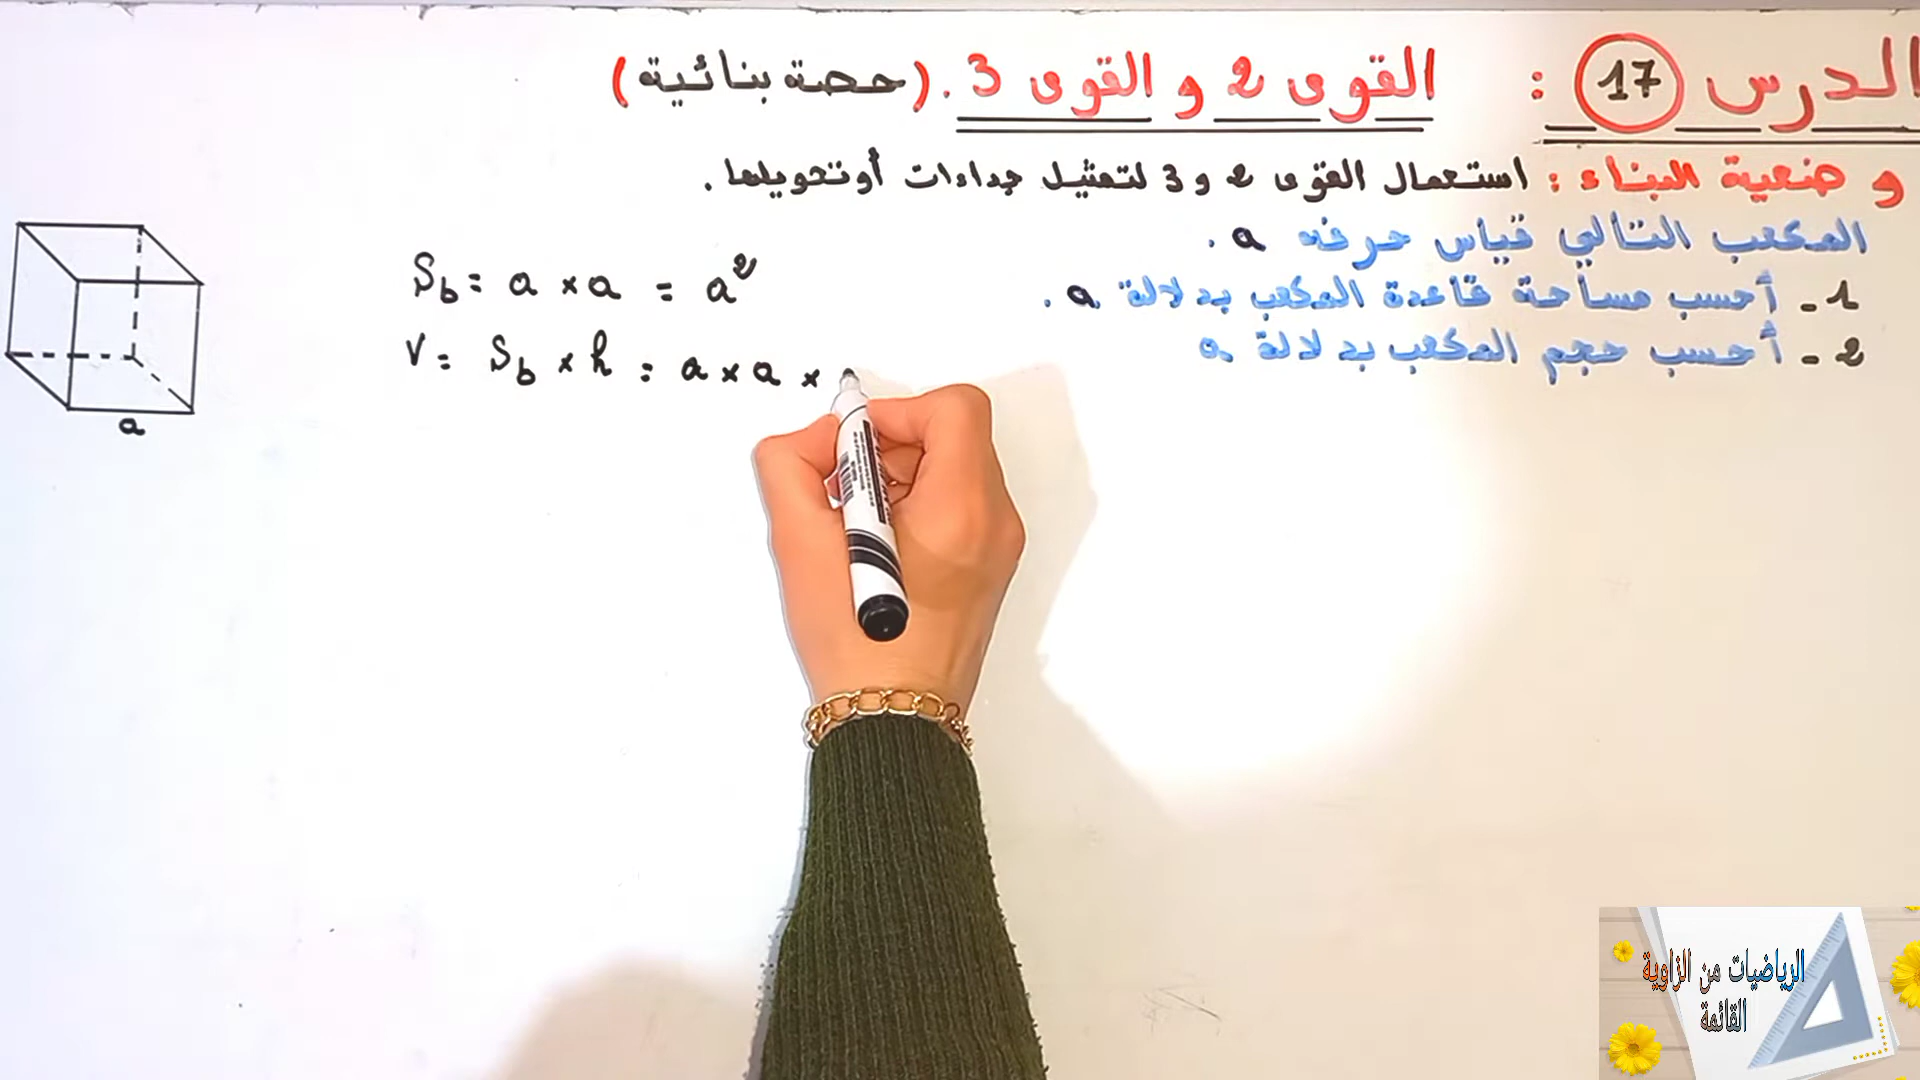 الدرس 17 : القوى 2 و القوى 3 . (حصة بنائية)
وضعية البناء : استعمال القوى 2 و 3 لتمثيل جداءات أو تحويلها .
المكعب التالي قياس حرفه a .
1 - أحسب مساحة قاعدة المكعب بدلالة a .
2 - أحسب حجم المكعب بدلالة a
S_b = a × a = a²
V = S_b × h = a × a ×
a
الرياضيات من الزاوية
القائمة